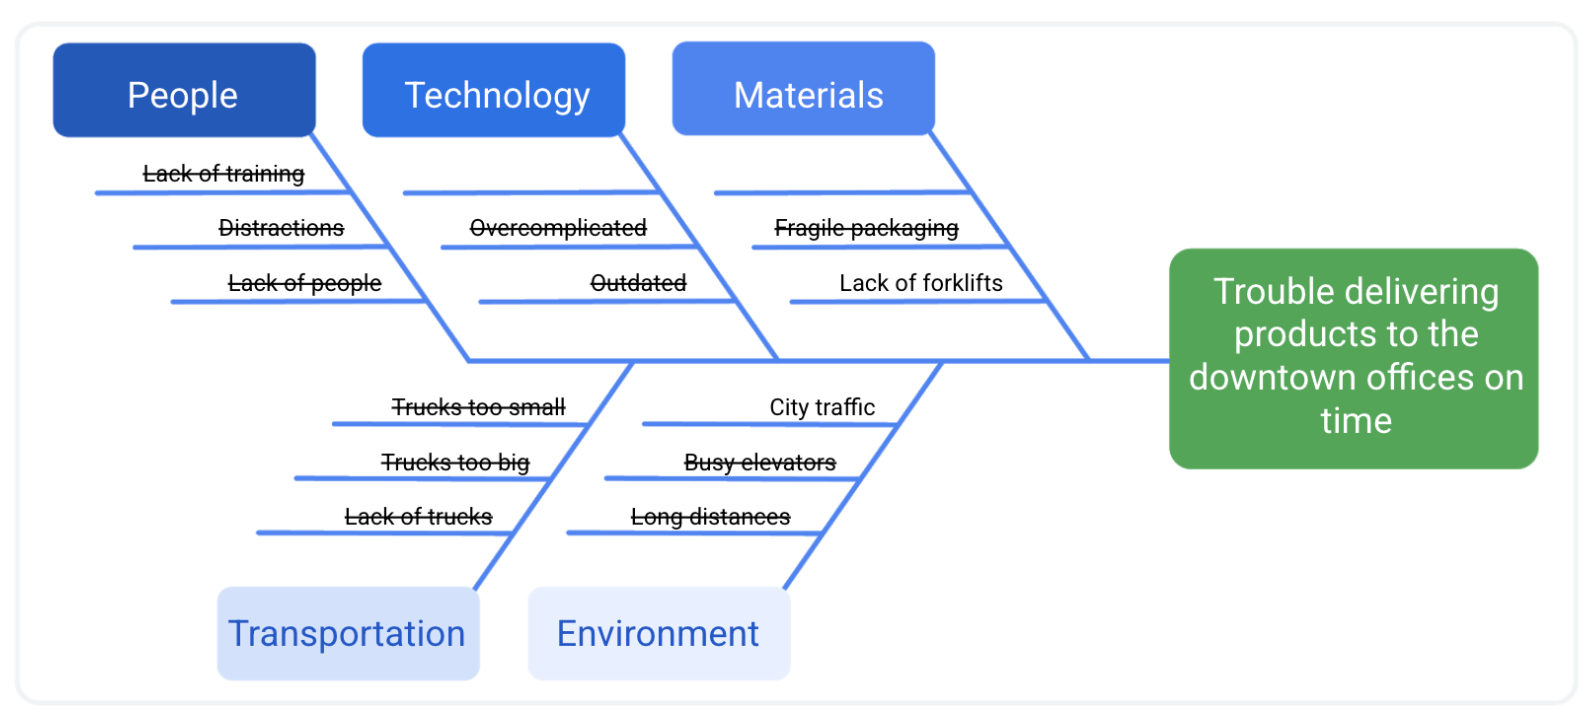 People
Technology
Materials
Lack of training
Distractions
Overcomplicated
Fragile packaging
Lack of people
Outdated
Lack of forklifts
Trouble delivering
products to the
downtown offices on
time
Trucks too small
City traffic
Trucks too big
Busy elevators
Lack of trucks
Long distances
Transportation
Environment